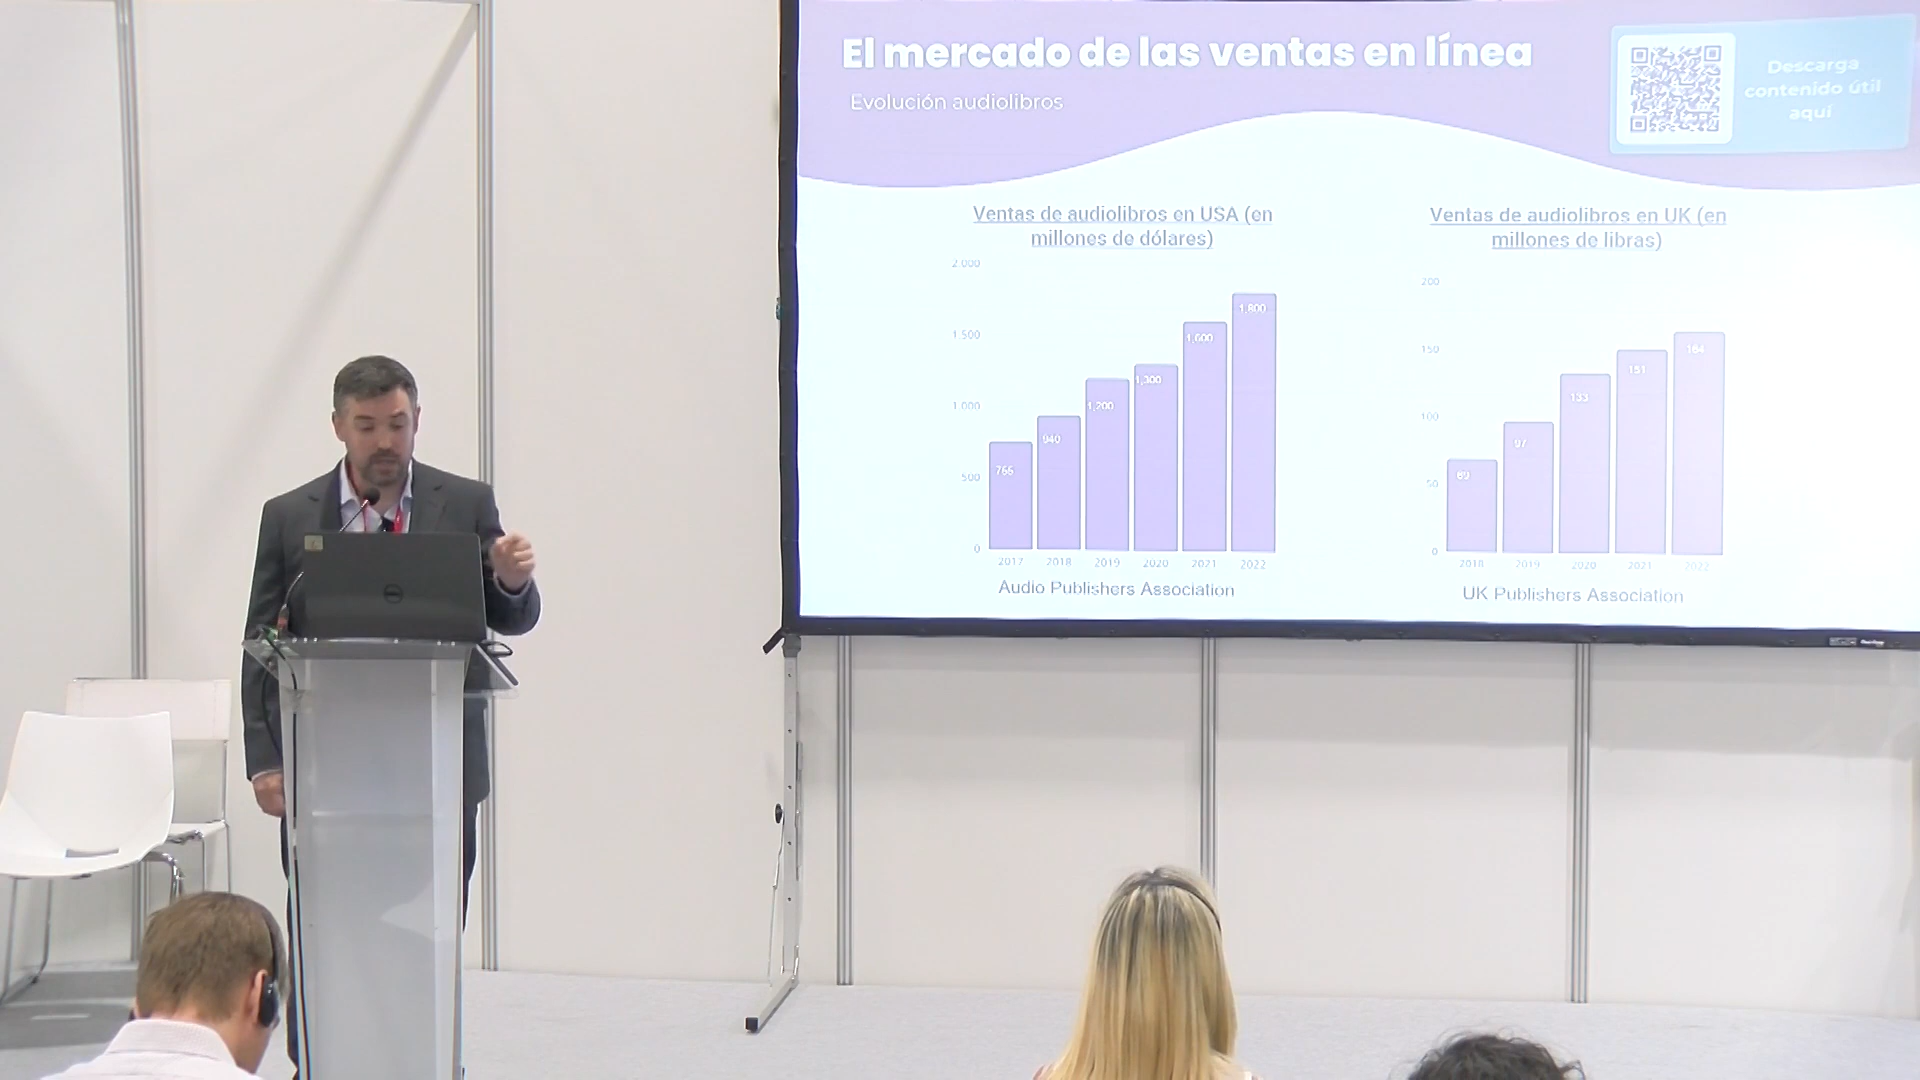 El mercado de las ventas en línea
Evolución audiolibros
Descarga
contenido útil
aquí
Ventas de audiolibros en USA (en
millones de dólares)
2.000
1.500
1.000
500
0
765
940
1,200
1,300
1,600
1,800
2017 2018 2019 2020 2021 2022
Audio Publishers Association
Ventas de audiolibros en UK (en
millones de libras)
200
150
100
50
0
69
97
133
151
164
2018 2019 2020 2021 2022
UK Publishers Association
DELL